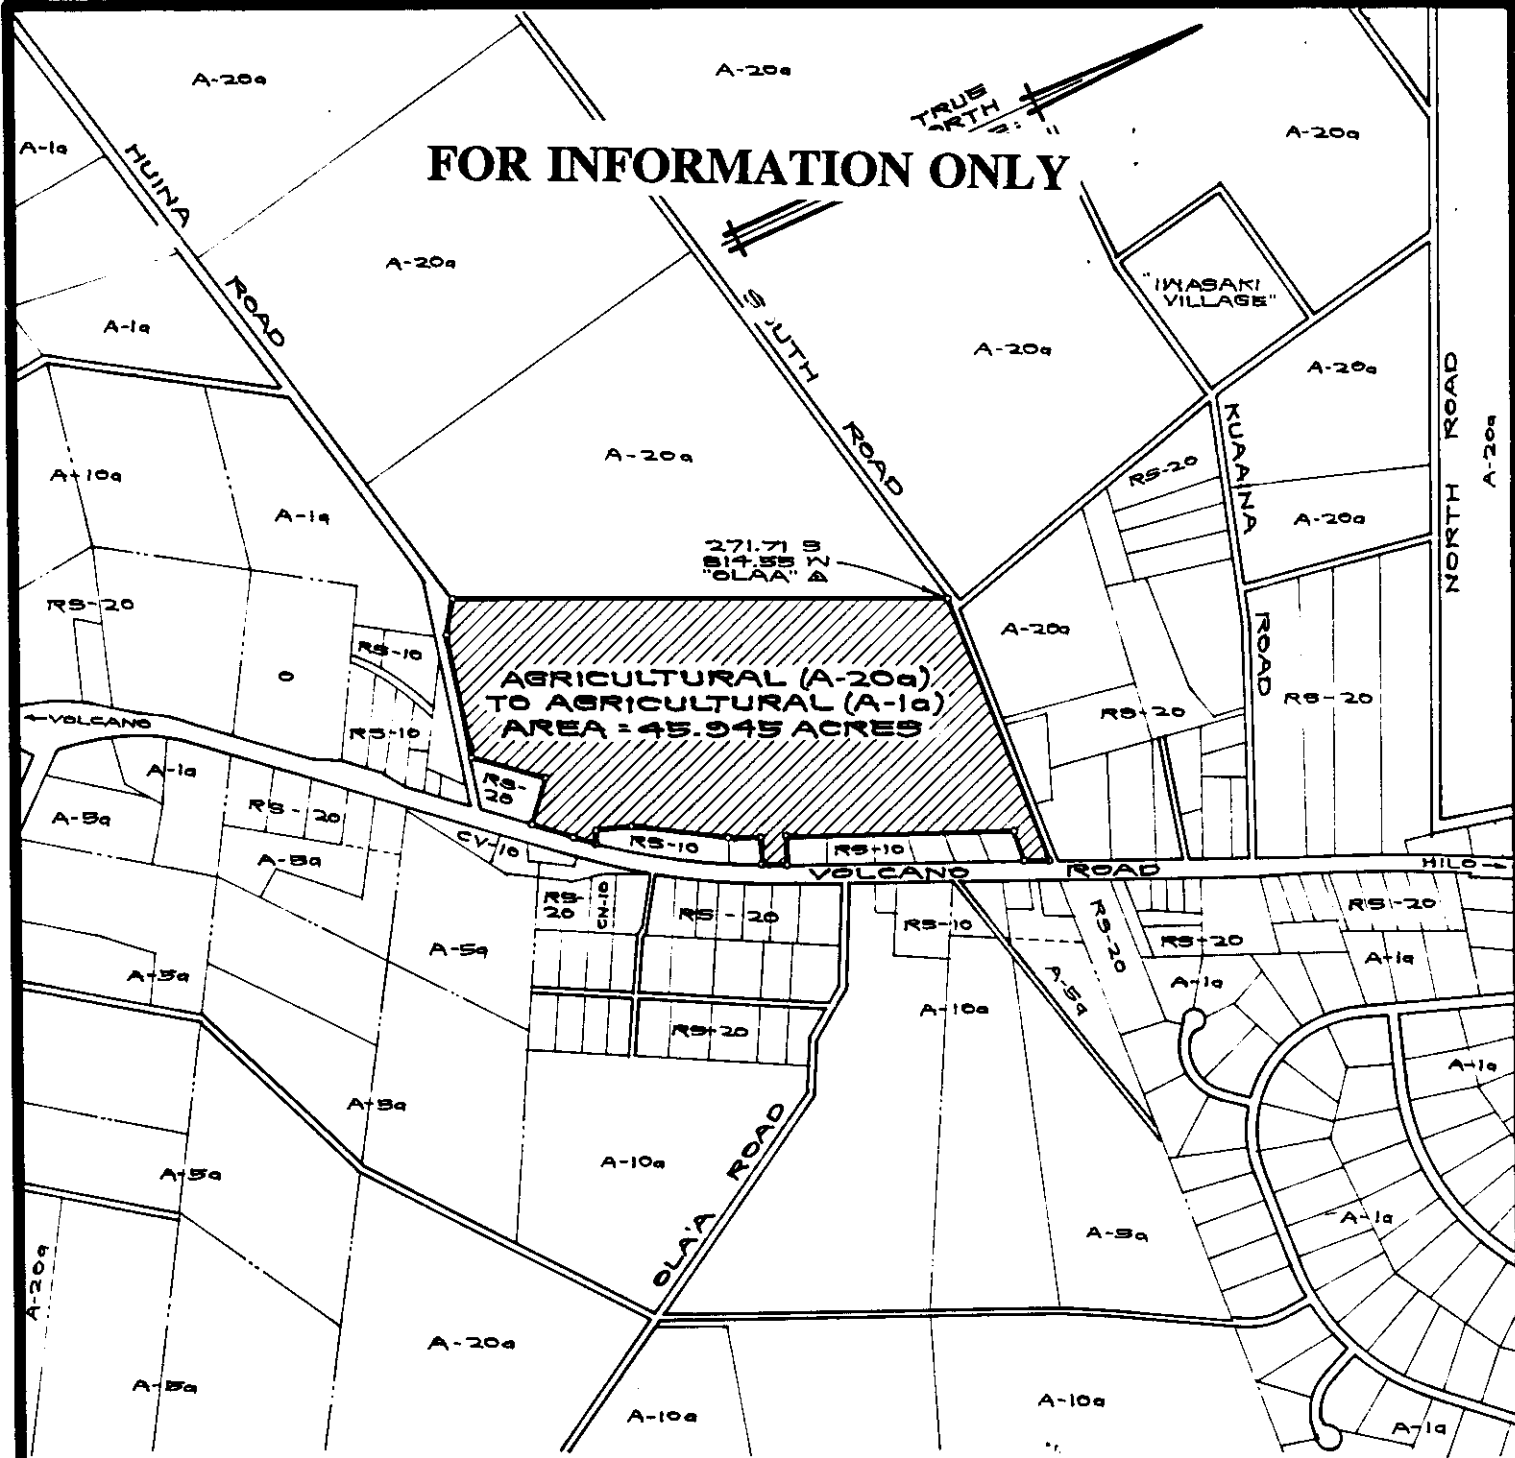 A-20a
A-20a
TRUE
A-20a
A-1a
HUINA
FOR INFORMATION ONLY
A-20a
"IWASAKI
VILLAGE"
ROAD
A-1a
A-20a
A-20a
ROAD
A-20a
ROAD
KUAAINA
NORTH ROAD
A-20a
A-20a
RS-20
A-10a
A-1a
A-20a
271.71 S
814.55 W
"OLAA" △
RS-20
ROAD
A-20a
RS-10
AGRICULTURAL (A-20a)
TO AGRICULTURAL (A-1a)
AREA = 45.945 ACRES
RS-20
RS-20
←VOLCANO
RS-10
A-1a
RS-
20
RS-20
A-5a
CV-10
RS-10
RS-10
A-5a
VOLCANO ROAD
HILO→
RS-
20
CN-10
RS-20
RS-10
RS-20
RS-20
RS-20
A-5a
A-5a
A-1a
A-1a
A-5a
A-10a
RS-20
A-1a
A-5a
A-10a
ROAD
A-5a
A-1a
OLA'A
A-5a
A-20a
A-20a
A-5a
A-10a
A-10a
A-1a